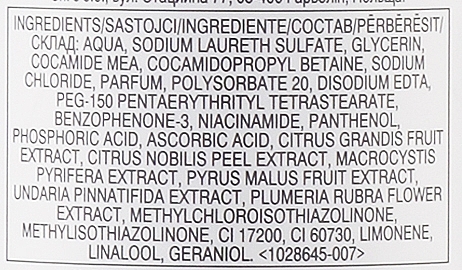 INGREDIENTS/SASTOJCI/INGREDIENTE/СОСТАВ/PËRBËRËSIT/
СКЛАД: AQUA, SODIUM LAURETH SULFATE, GLYCERIN,
COCAMIDE MEA, COCAMIDOPROPYL BETAINE, SODIUM
CHLORIDE, PARFUM, POLYSORBATE 20, DISODIUM EDTA,
PEG-150 PENTAERYTHRITYL TETRASTEARATE,
BENZOPHENONE-3, NIACINAMIDE, PANTHENOL,
PHOSPHORIC ACID, ASCORBIC ACID, CITRUS GRANDIS FRUIT
EXTRACT, CITRUS NOBILIS PEEL EXTRACT, MACROCYSTIS
PYRIFERA EXTRACT, PYRUS MALUS FRUIT EXTRACT,
UNDARIA PINNATIFIDA EXTRACT, PLUMERIA RUBRA FLOWER
EXTRACT, METHYLCHLOROISOTHIAZOLINONE,
METHYLISOTHIAZOLINONE, CI 17200, CI 60730, LIMONENE,
LINALOOL, GERANIOL. <1028645-007>